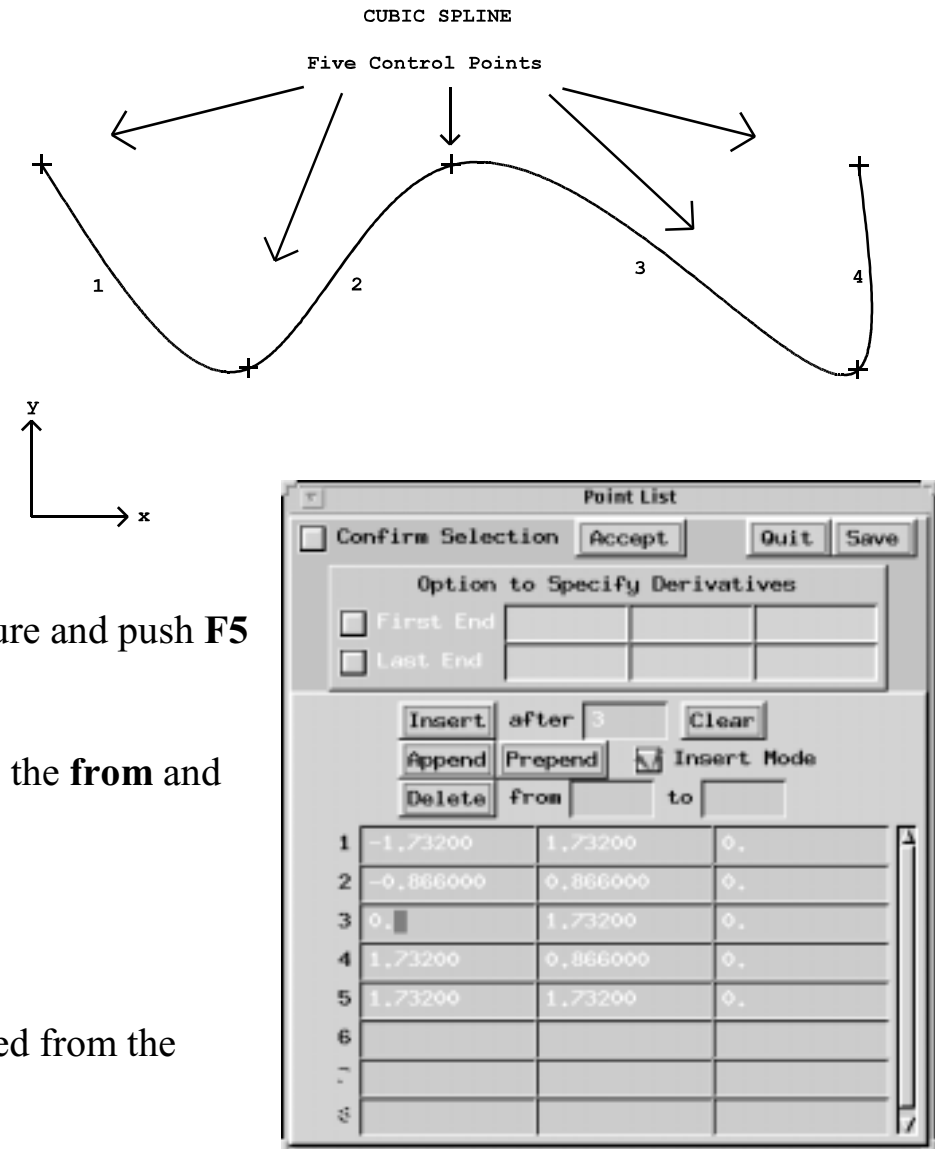 CUBIC SPLINE
Five Control Points
1
2
3
4
y
x
ure and push F5
the from and
ed from the
Point List
Confirm Selection Accept Quit Save
Option to Specify Derivatives
First End
Last End
Insert after 3 Clear
Append Prepend Insert Mode
Delete from to
1 -1.73200 1.73200 0.
2 -0.866000 0.866000 0.
3 0. 1.73200 0.
4 1.73200 0.866000 0.
5 1.73200 1.73200 0.
6